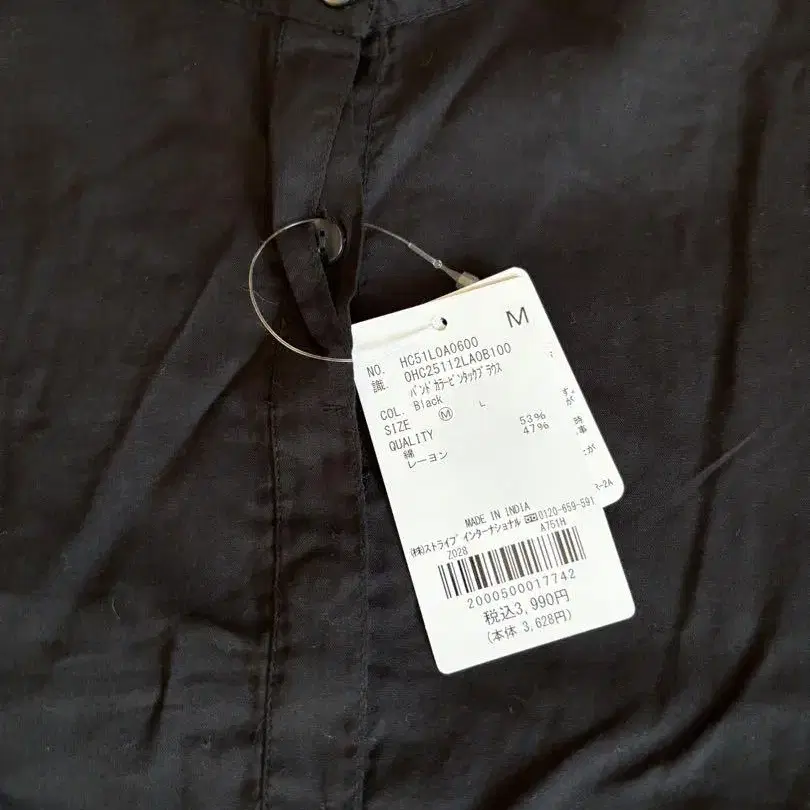 M
NO. HC51L0A0600
識. 0HC25112LA0B100
バンドカラーピンタックブラウス
COL. Black
SIZE Ⓜ L
QUALITY
綿 53%
レーヨン 47%
MADE IN INDIA
(株)ストライプインターナショナル 0120-659-591
Z028 A751H
2000500017742
税込3,990円
(本体 3,628円)